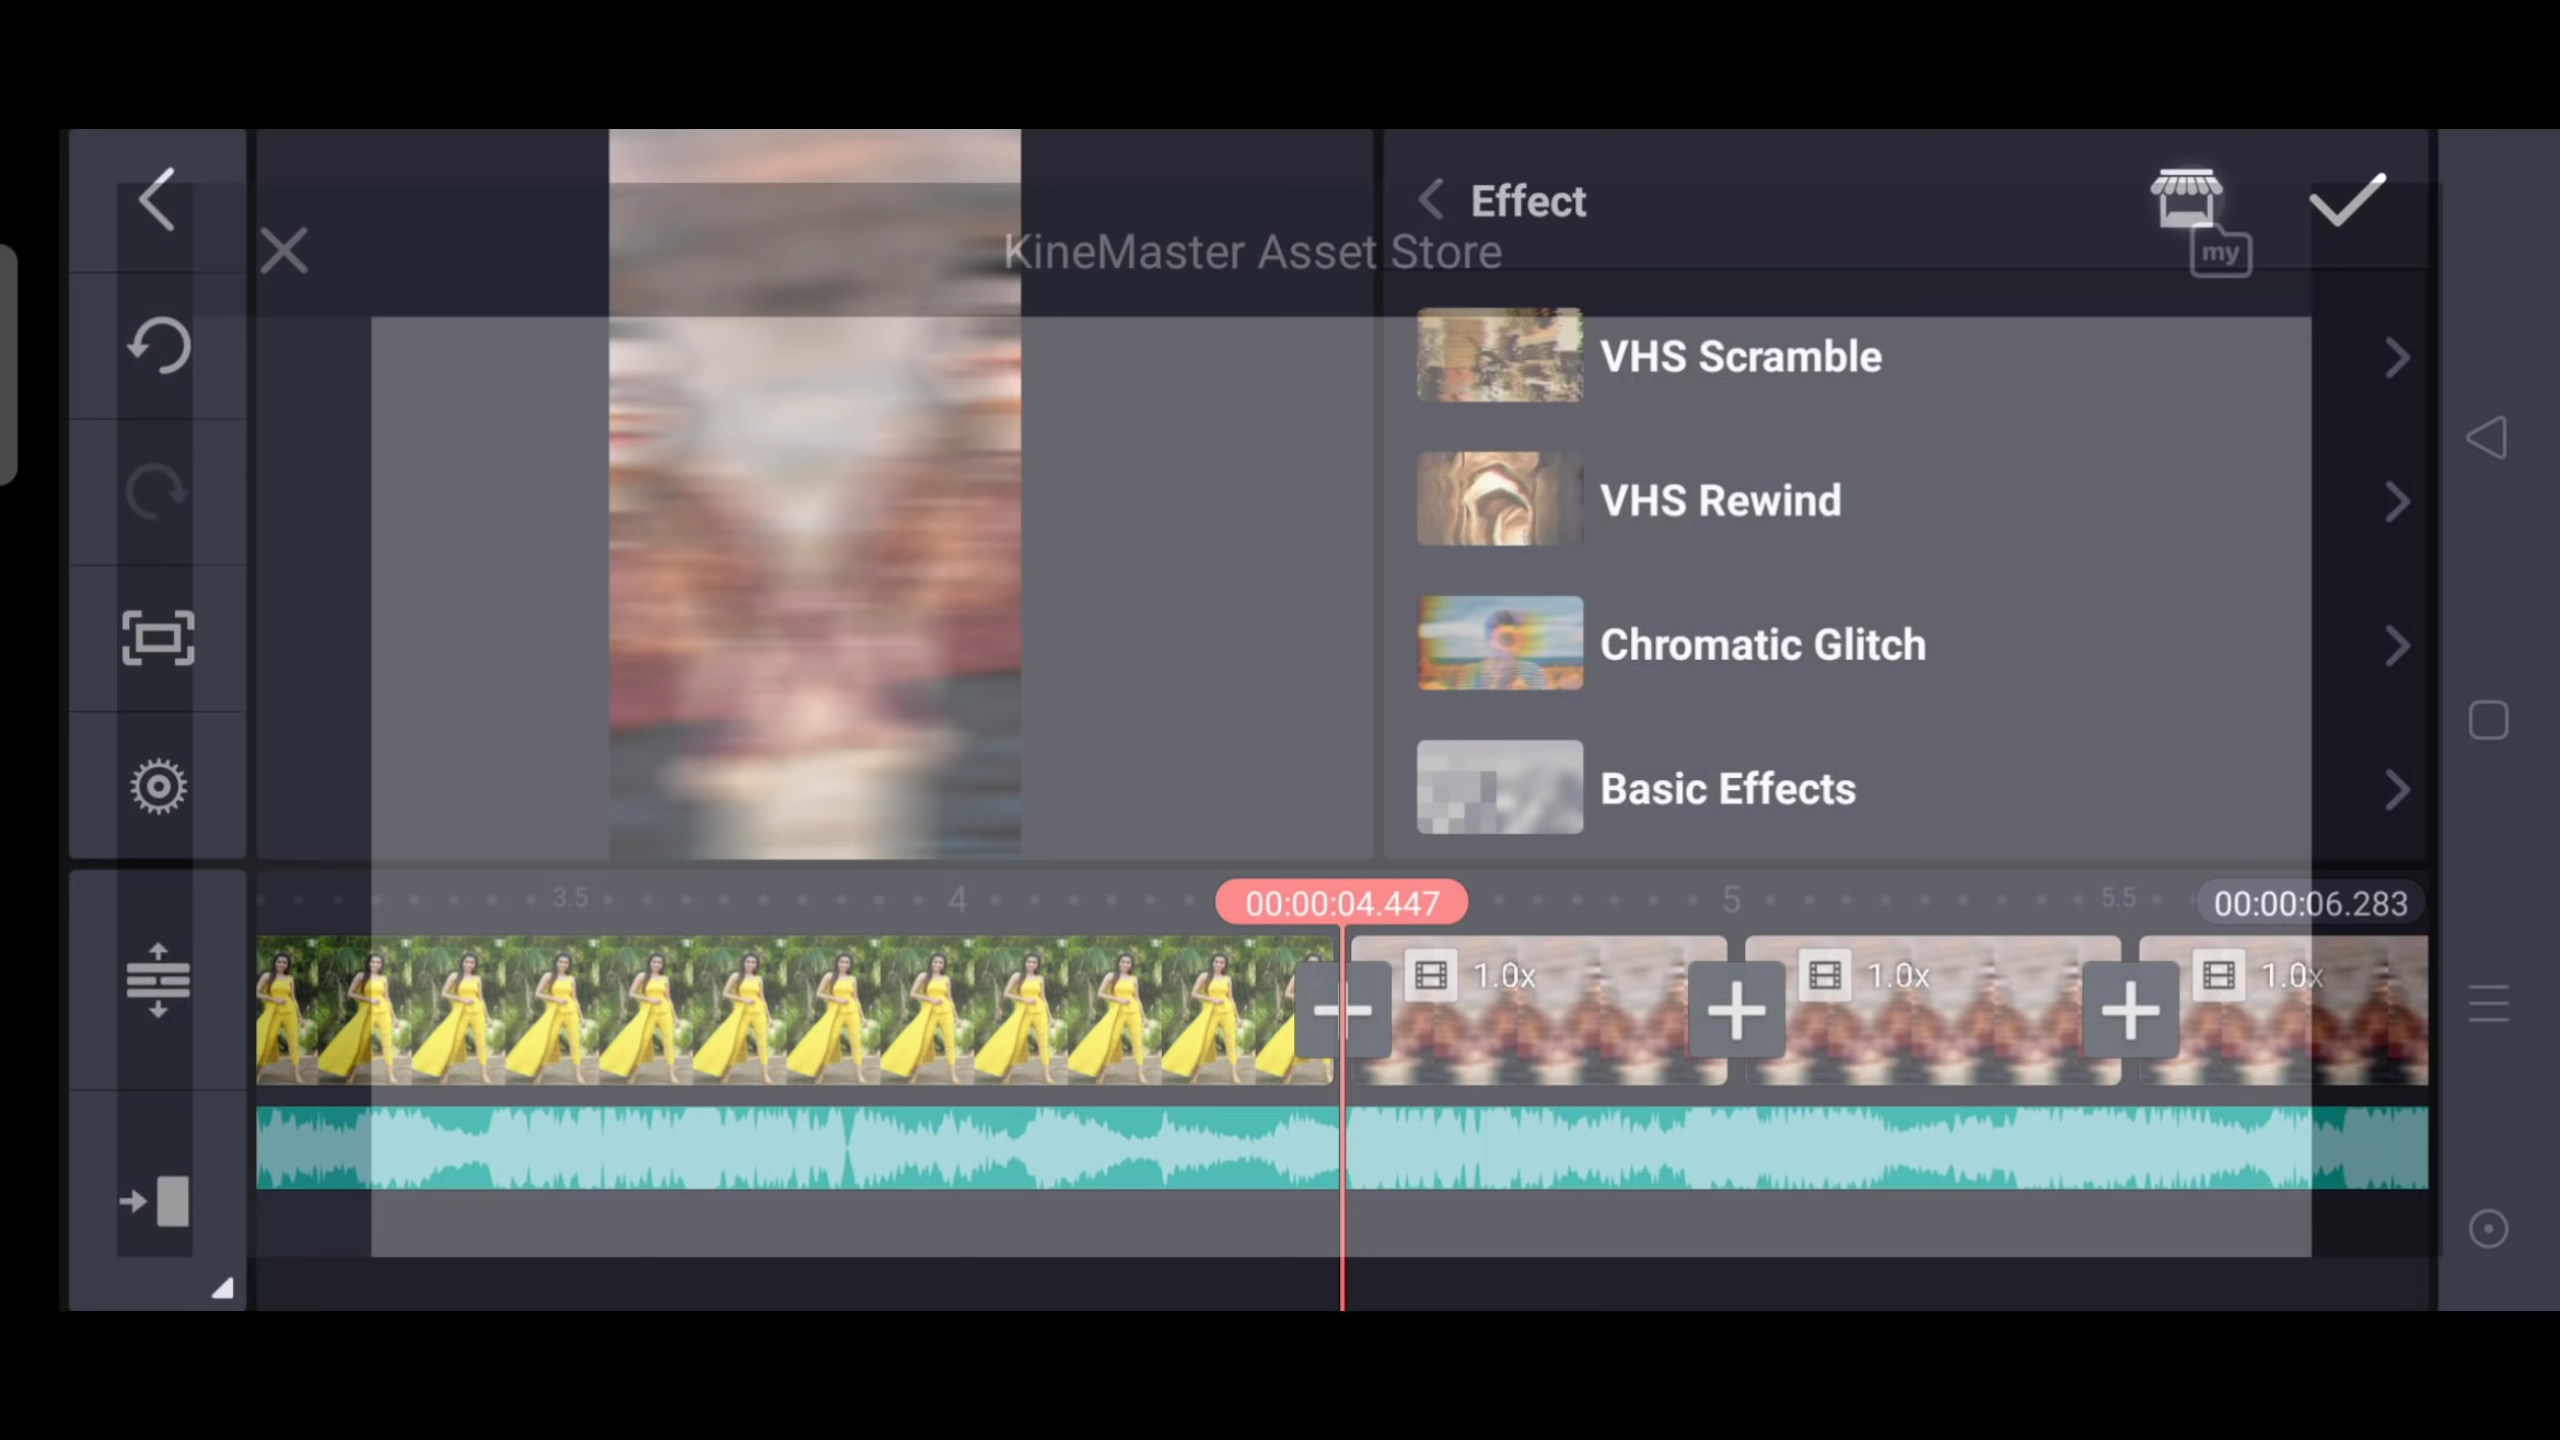 Effect
KineMaster Asset Store
my
VHS Scramble
VHS Rewind
Chromatic Glitch
Basic Effects
3.5
4
00:00:04.447
5
5.5
00:00:06.283
1.0x
1.0x
1.0x